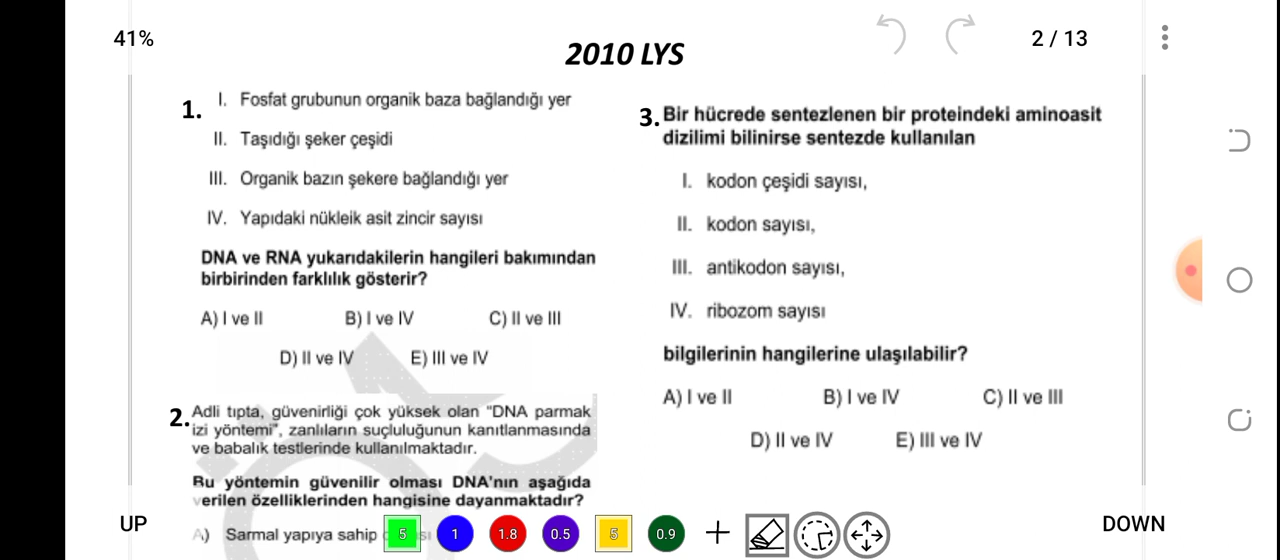 41%
2010 LYS
2 / 13
1.
I. Fosfat grubunun organik baza bağlandığı yer
II. Taşıdığı şeker çeşidi
III. Organik bazın şekere bağlandığı yer
IV. Yapıdaki nükleik asit zincir sayısı
DNA ve RNA yukarıdakilerin hangileri bakımından
birbirinden farklılık gösterir?
A) I ve II B) I ve IV C) II ve III
D) II ve IV E) III ve IV
2. Adli tıpta, güvenirliği çok yüksek olan "DNA parmak
izi yöntemi", zanlıların suçluluğunun kanıtlanmasında
ve babalık testlerinde kullanılmaktadır.
Bu yöntemin güvenilir olması DNA'nın aşağıda
verilen özelliklerinden hangisine dayanmaktadır?
A) Sarmal yapıya sahip
3. Bir hücrede sentezlenen bir proteindeki aminoasit
dizilimi bilinirse sentezde kullanılan
I. kodon çeşidi sayısı,
II. kodon sayısı,
III. antikodon sayısı,
IV. ribozom sayısı
bilgilerinin hangilerine ulaşılabilir?
A) I ve II B) I ve IV C) II ve III
D) II ve IV E) III ve IV
UP
5 1 1.8 0.5 5 0.9
DOWN